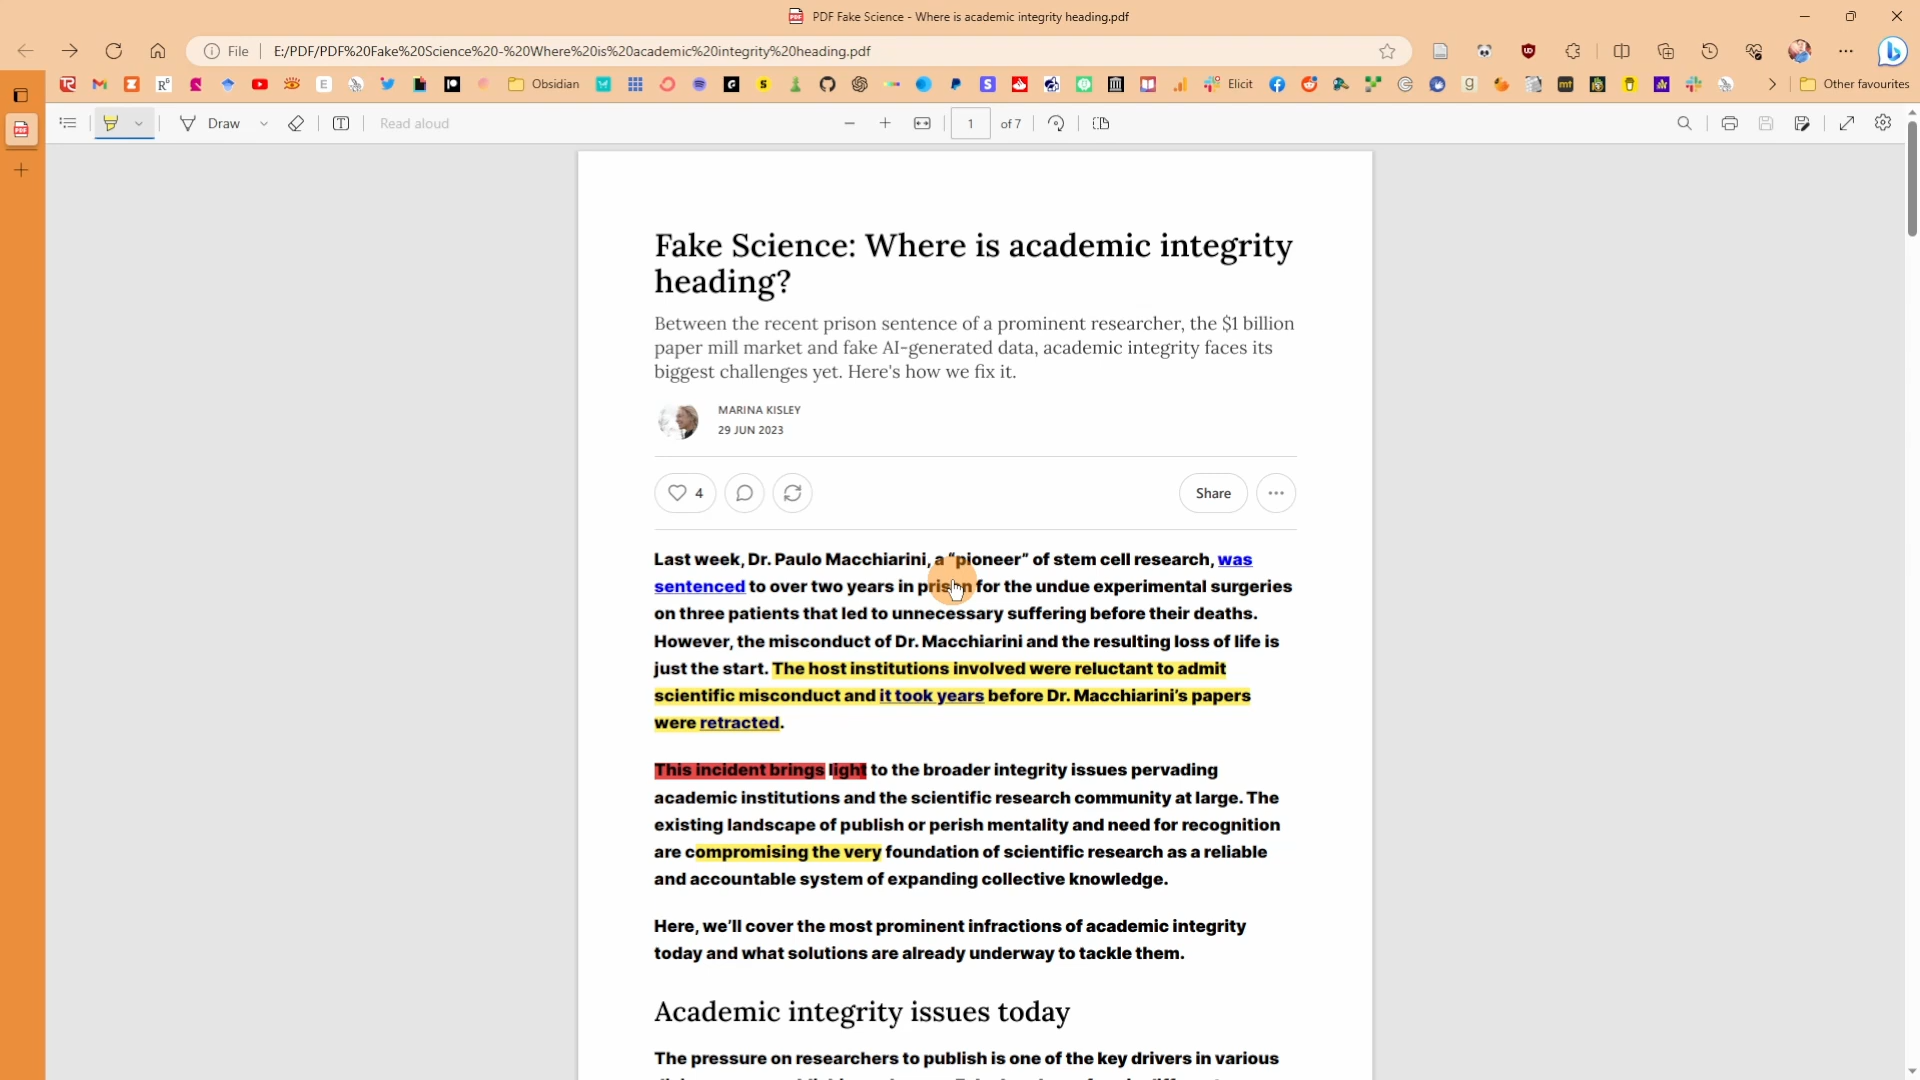 PDF Fake Science - Where is academic integrity heading.pdf
File E:/PDF/PDF%20Fake%20Science%20-%20Where%20is%20academic%20integrity%20heading.pdf
Obsidian
Elicit
Other favourites
Draw
Read aloud
1 of 7
Fake Science: Where is academic integrity
heading?
Between the recent prison sentence of a prominent researcher, the $1 billion
paper mill market and fake AI-generated data, academic integrity faces its
biggest challenges yet. Here's how we fix it.
MARINA KISLEY
29 JUN 2023
4
Share
Last week, Dr. Paulo Macchiarini, a “pioneer” of stem cell research, was
sentenced to over two years in prison for the undue experimental surgeries
on three patients that led to unnecessary suffering before their deaths.
However, the misconduct of Dr. Macchiarini and the resulting loss of life is
just the start. The host institutions involved were reluctant to admit
scientific misconduct and it took years before Dr. Macchiarini’s papers
were retracted.
This incident brings light to the broader integrity issues pervading
academic institutions and the scientific research community at large. The
existing landscape of publish or perish mentality and need for recognition
are compromising the very foundation of scientific research as a reliable
and accountable system of expanding collective knowledge.
Here, we’ll cover the most prominent infractions of academic integrity
today and what solutions are already underway to tackle them.
Academic integrity issues today
The pressure on researchers to publish is one of the key drivers in various